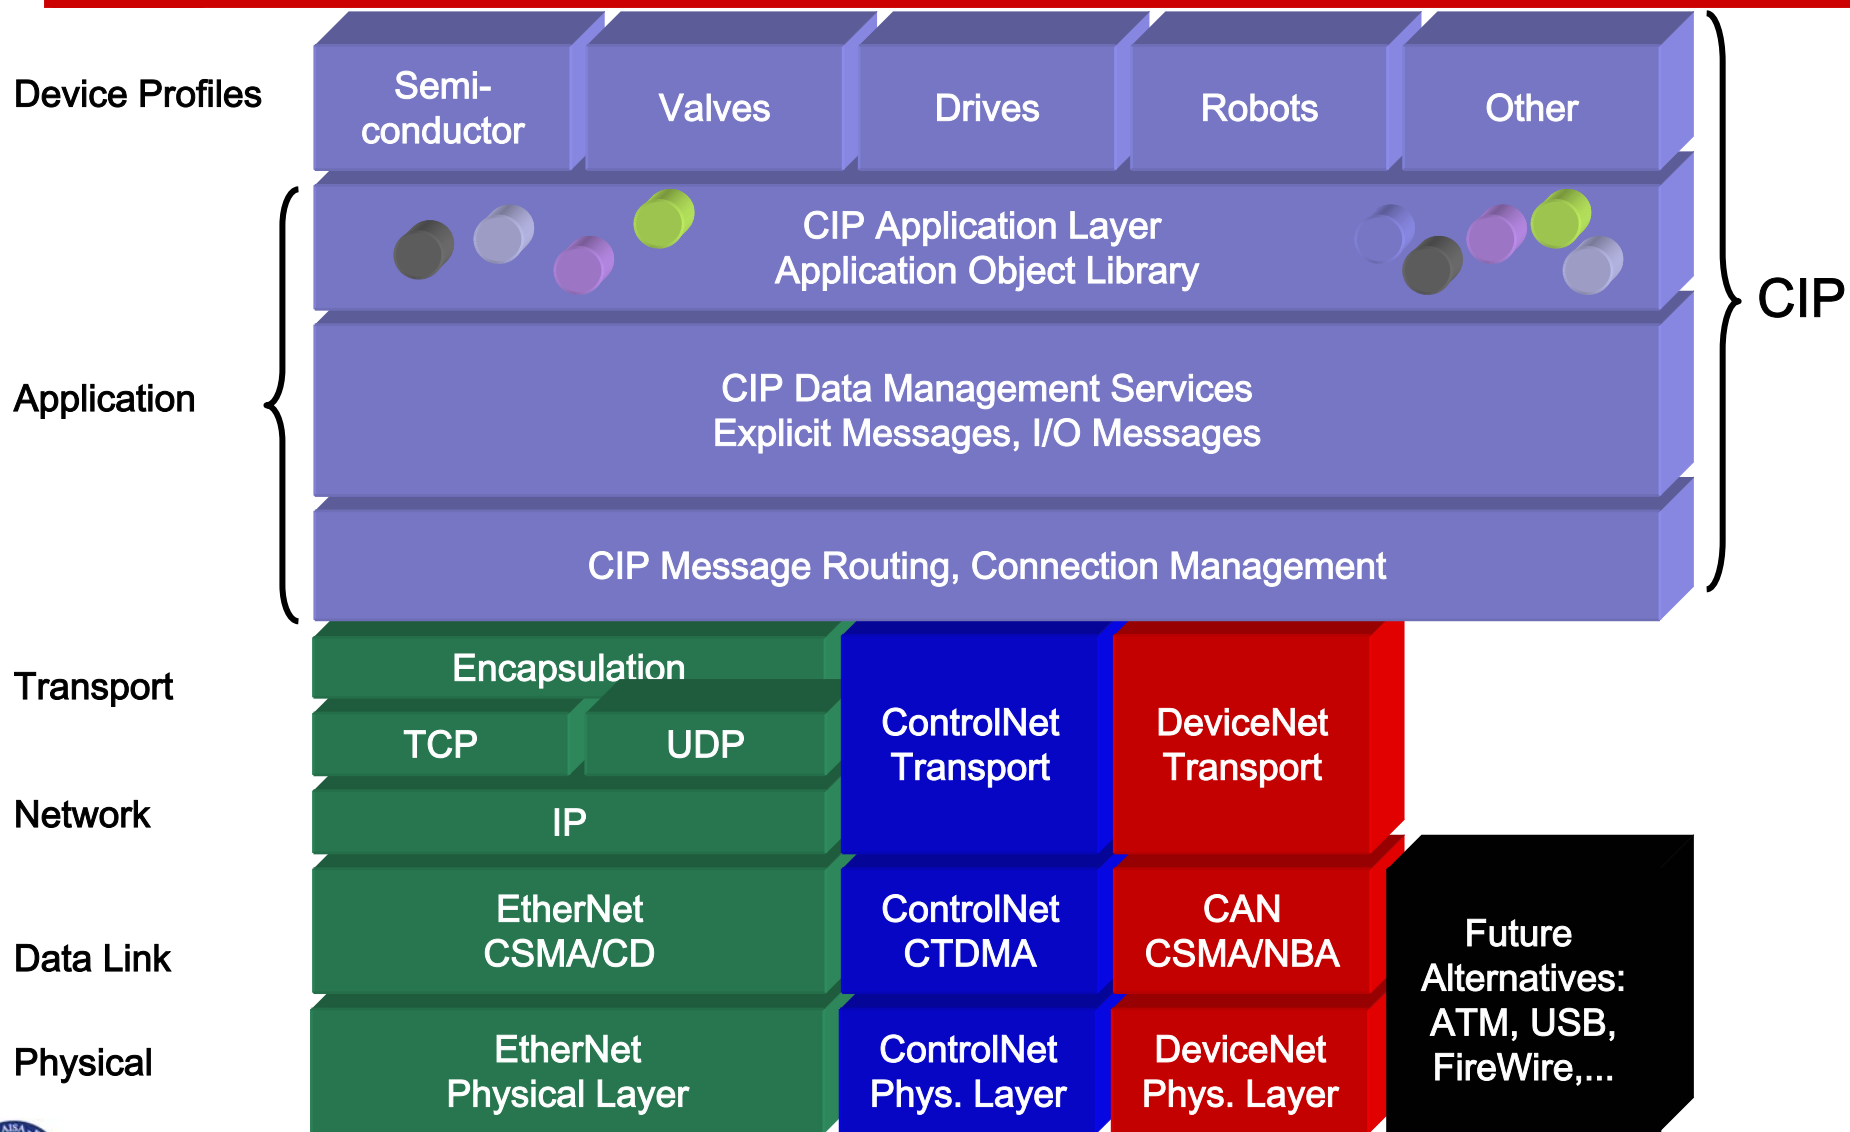 Device Profiles
Semi-
conductor
Valves
Drives
Robots
Other
CIP Application Layer
Application Object Library
CIP
Application
CIP Data Management Services
Explicit Messages, I/O Messages
CIP Message Routing, Connection Management
Transport
Encapsulation
TCP
UDP
ControlNet
Transport
DeviceNet
Transport
Network
IP
Data Link
EtherNet
CSMA/CD
ControlNet
CTDMA
CAN
CSMA/NBA
Future
Alternatives:
ATM, USB,
FireWire,...
Physical
EtherNet
Physical Layer
ControlNet
Phys. Layer
DeviceNet
Phys. Layer